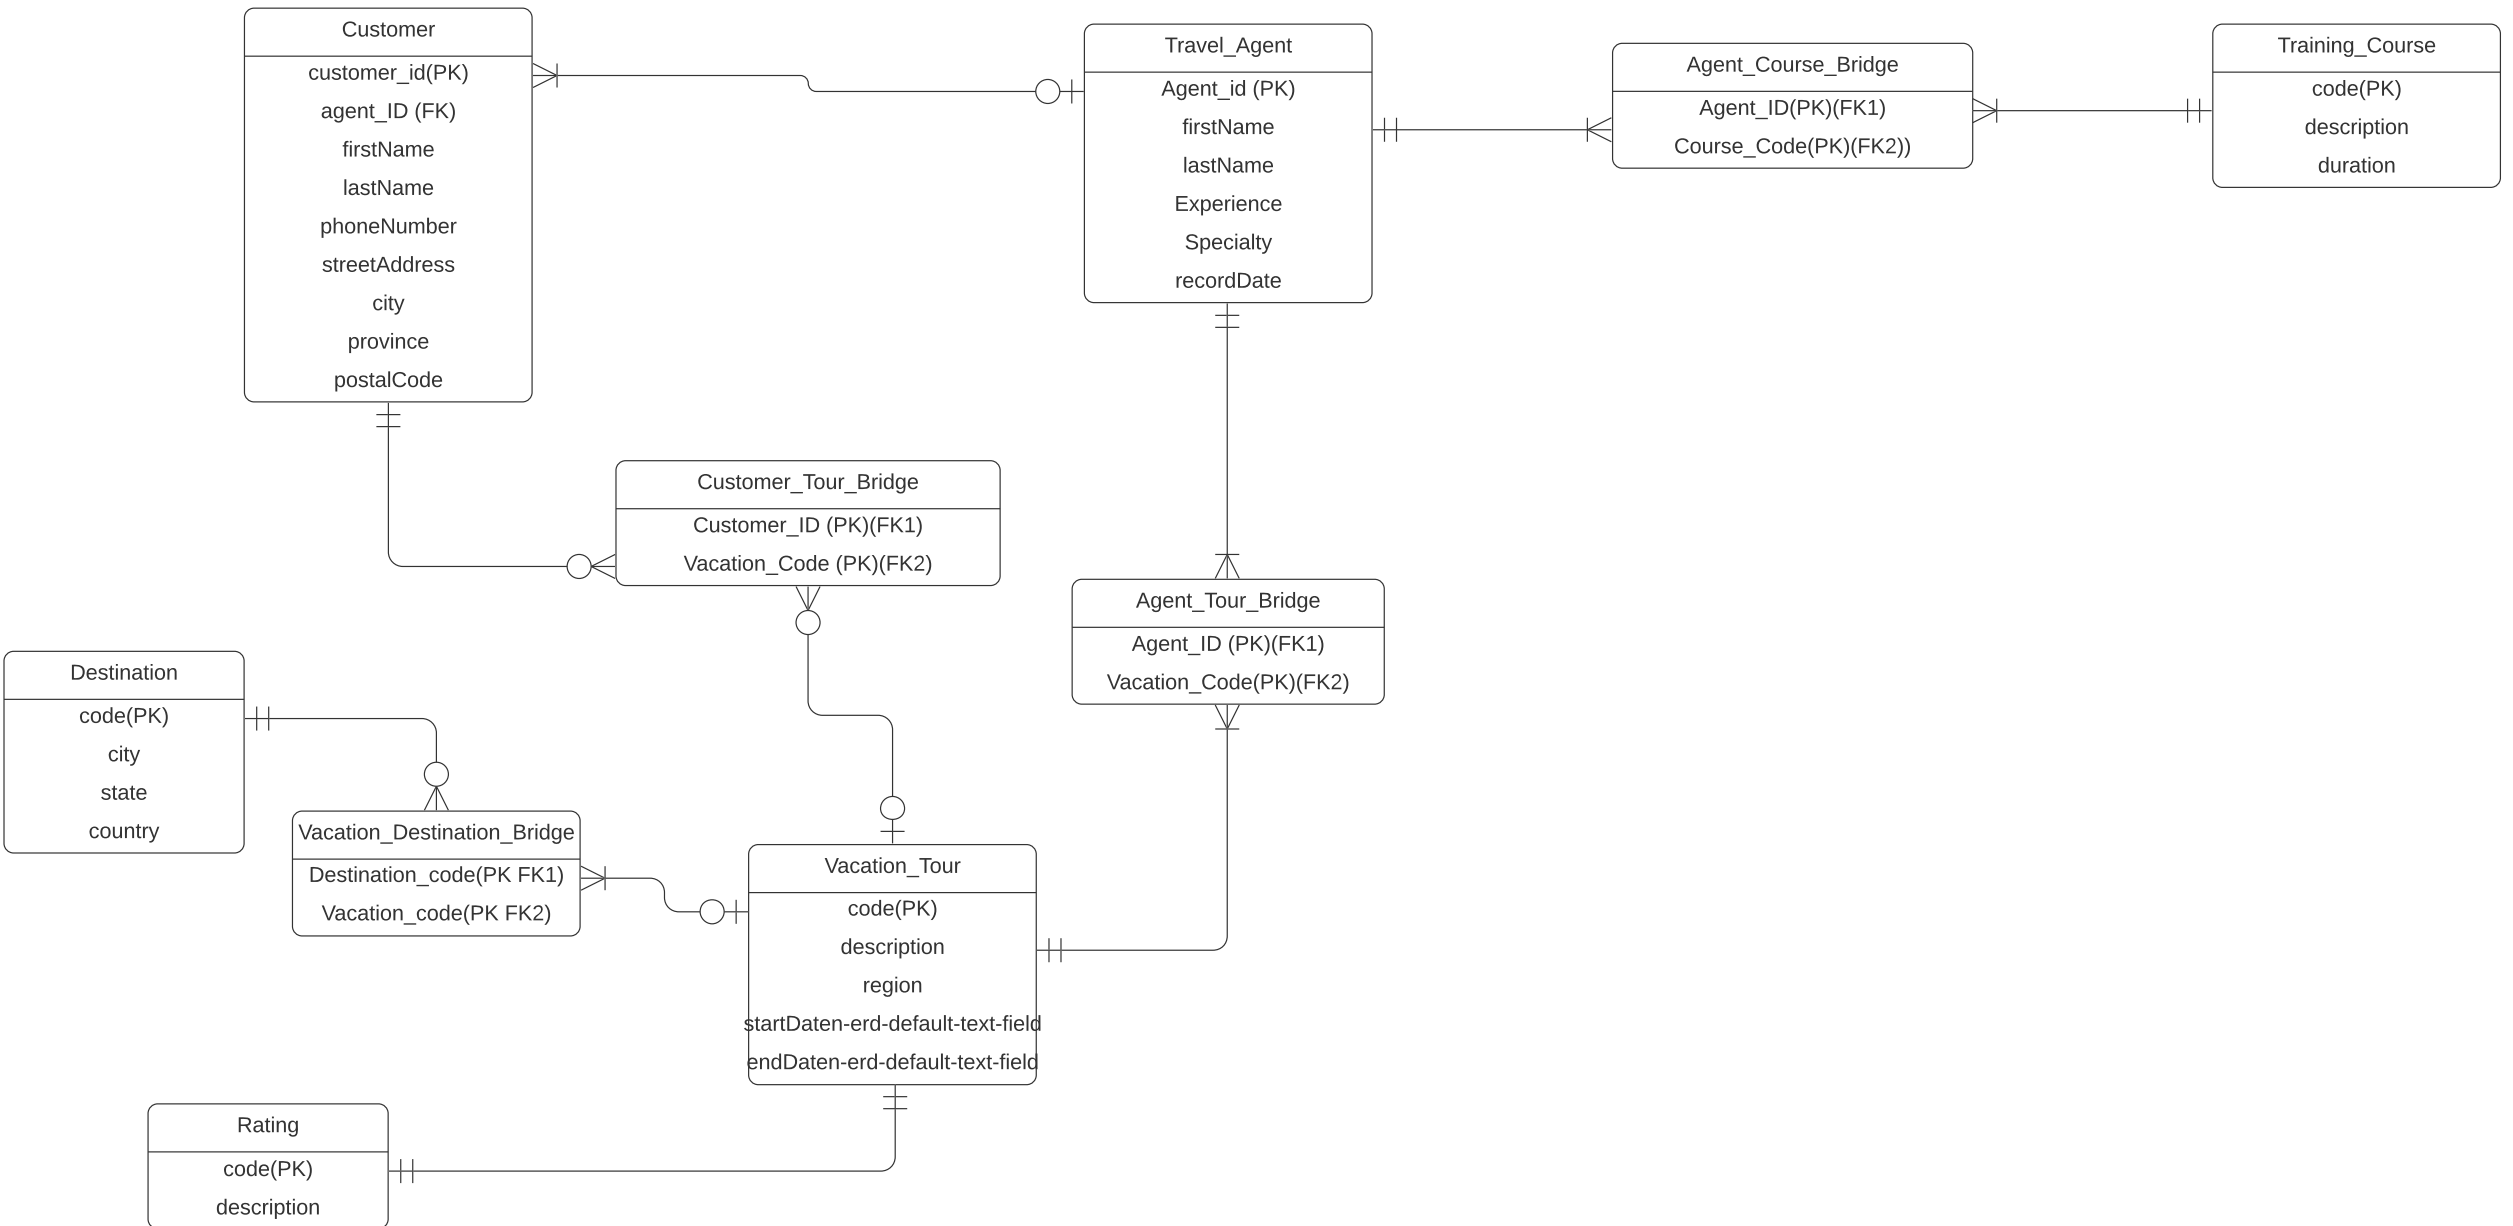 Customer
customer_id(PK)
agent_ID (FK)
firstName
lastName
phoneNumber
streetAddress
city
province
postalCode
Travel_Agent
Agent_id (PK)
firstName
lastName
Experience
Specialty
recordDate
Agent_Course_Bridge
Agent_ID(PK)(FK1)
Course_Code(PK)(FK2))
Training_Course
code(PK)
description
duration
Customer_Tour_Bridge
Customer_ID (PK)(FK1)
Vacation_Code (PK)(FK2)
Agent_Tour_Bridge
Agent_ID (PK)(FK1)
Vacation_Code(PK)(FK2)
Destination
code(PK)
city
state
country
Vacation_Destination_Bridge
Destination_code(PK FK1)
Vacation_code(PK FK2)
Vacation_Tour
code(PK)
description
region
startDaten-erd-default-text-field
endDaten-erd-default-text-field
Rating
code(PK)
description